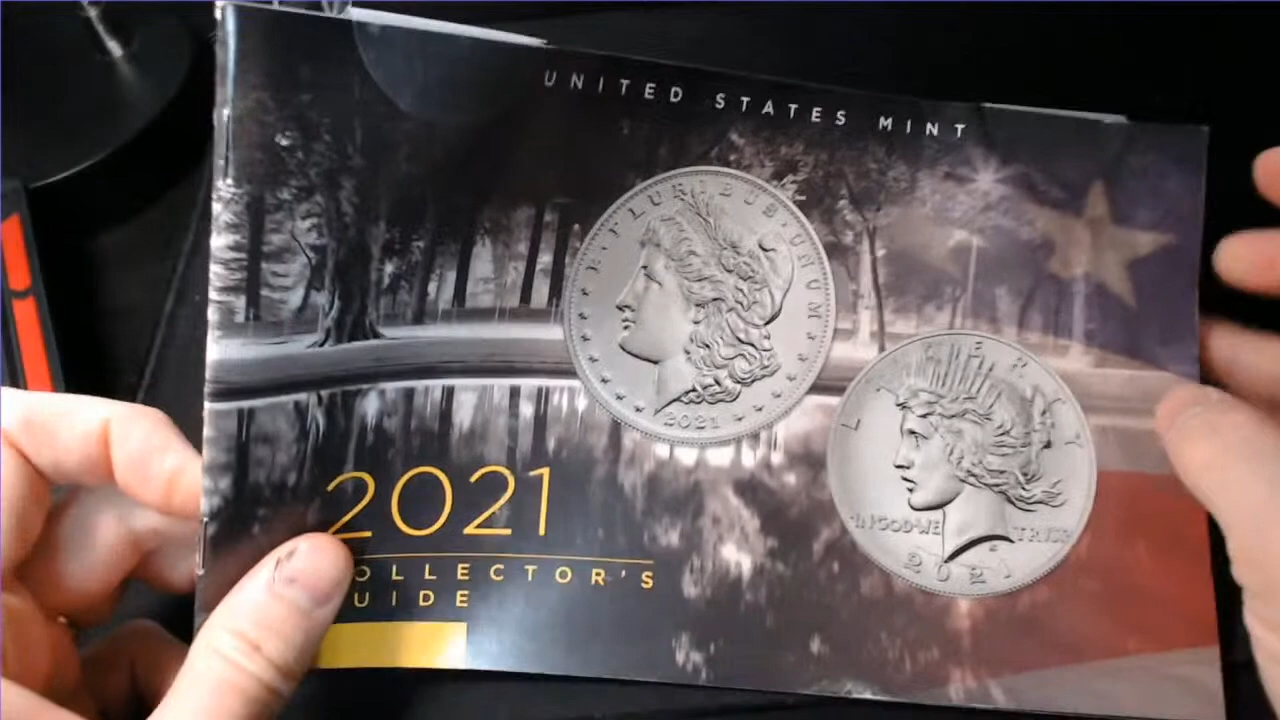 UNITED STATES MINT
E·PLURIBUS·UNUM
2021
LIBERTY
IN GOD WE TRUST
2021
2021
OLLECTOR'S
UIDE